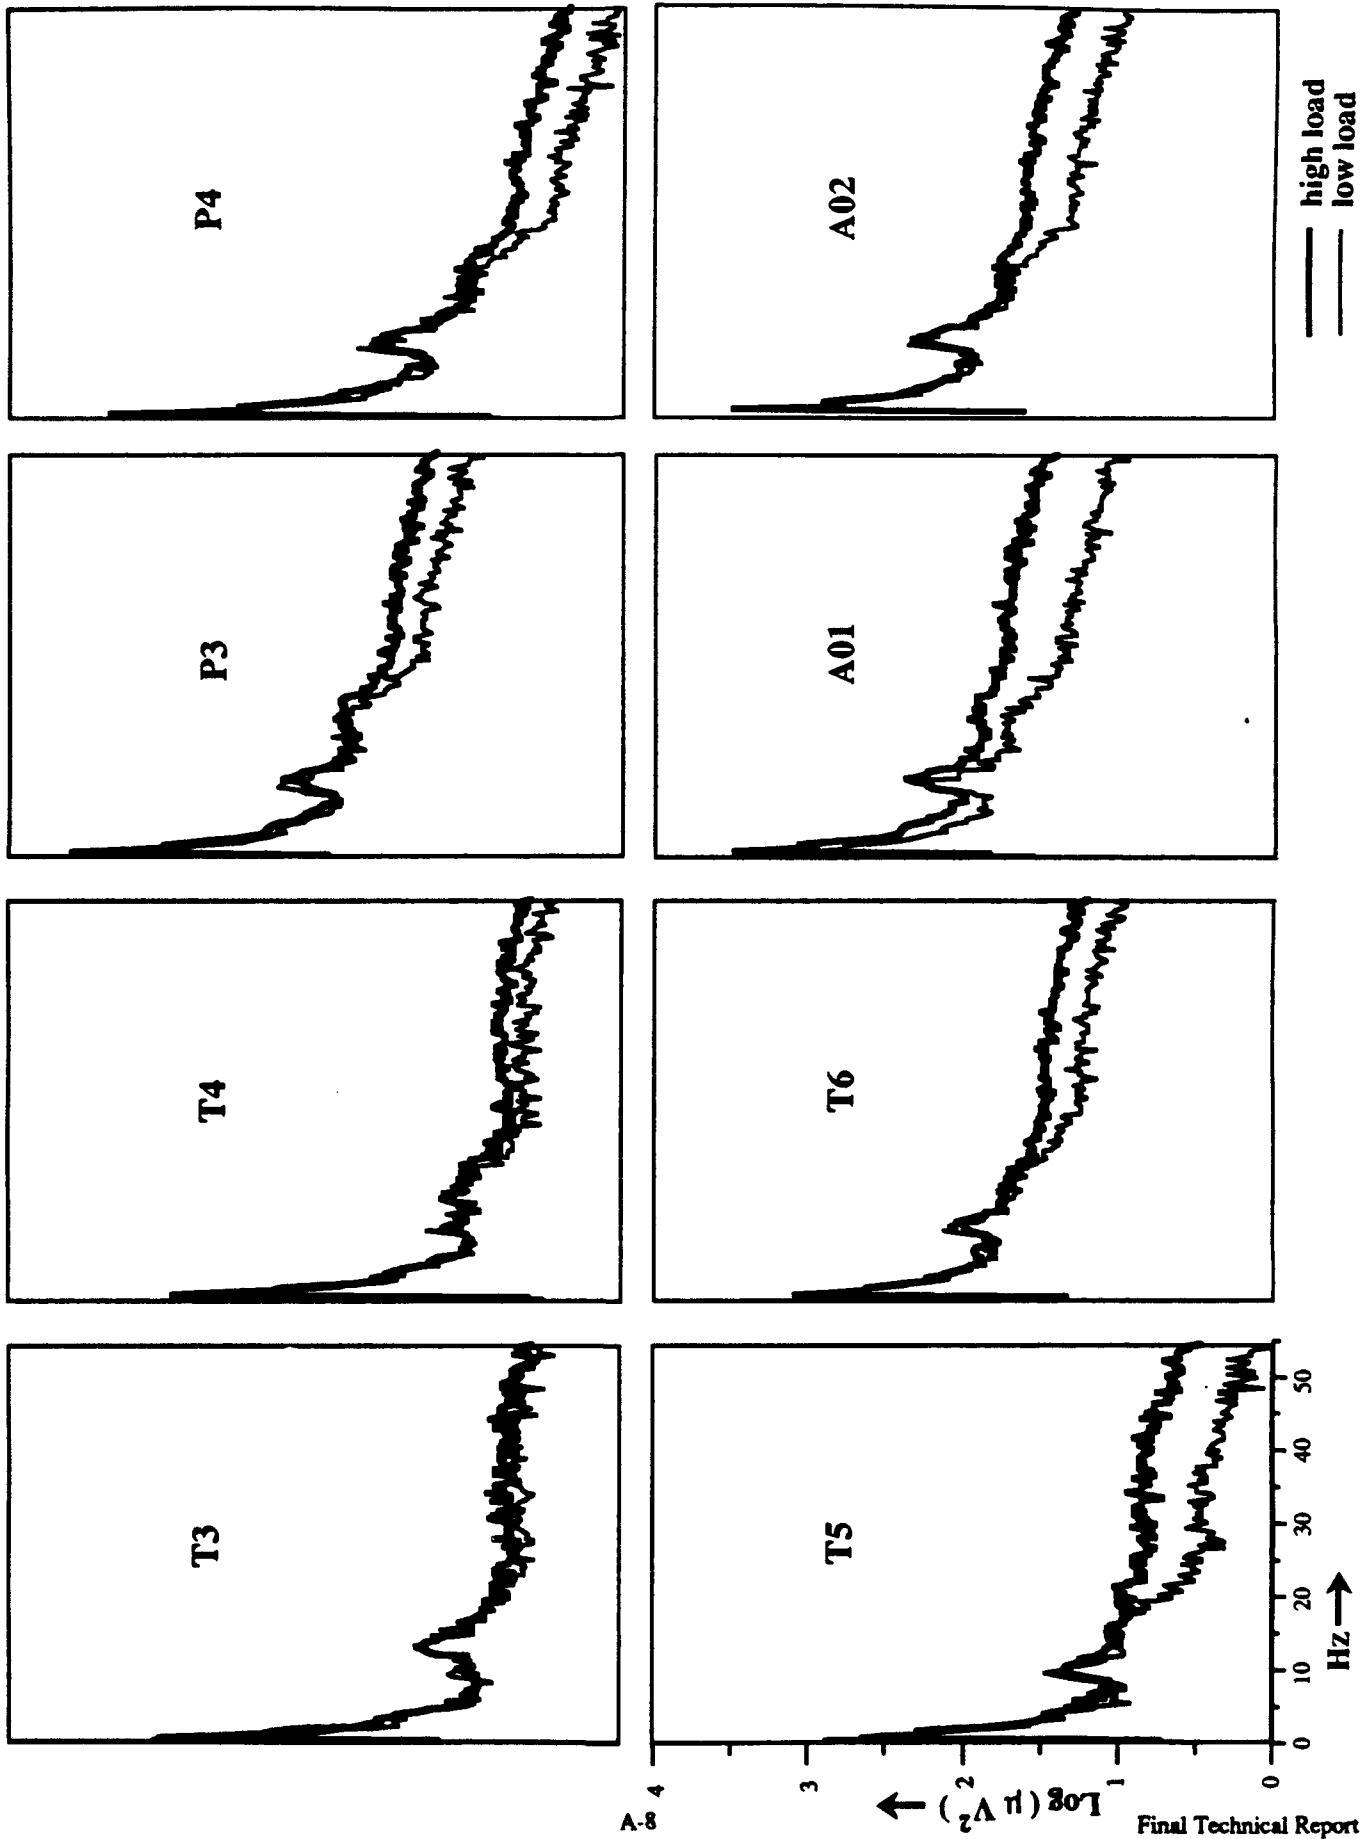 T3
T4
P3
P4
T5
T6
A01
A02
4
3
2
1
0
Log ( μ V²) →
0 10 20 30 40 50
Hz →
high load
low load
A-8
Final Technical Report